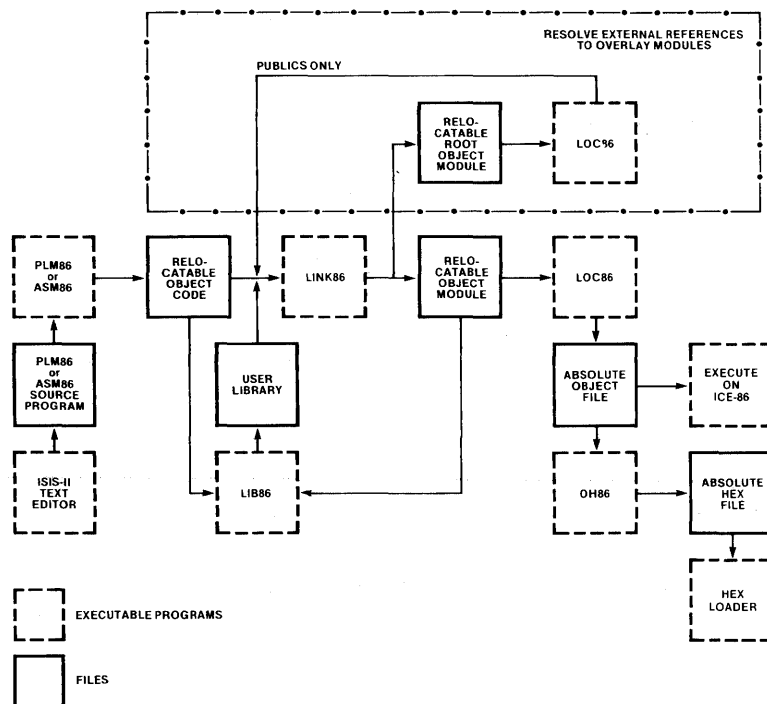 RESOLVE EXTERNAL REFERENCES
TO OVERLAY MODULES
PUBLICS ONLY
RELO-
CATABLE
ROOT
OBJECT
MODULE
LOC86
PLM86
or
ASM86
RELO-
CATABLE
OBJECT
CODE
LINK86
RELO-
CATABLE
OBJECT
MODULE
LOC86
PLM86
or
ASM86
SOURCE
PROGRAM
USER
LIBRARY
ABSOLUTE
OBJECT
FILE
EXECUTE
ON
ICE-86
ISIS-II
TEXT
EDITOR
LIB86
OH86
ABSOLUTE
HEX
FILE
HEX
LOADER
EXECUTABLE PROGRAMS
FILES